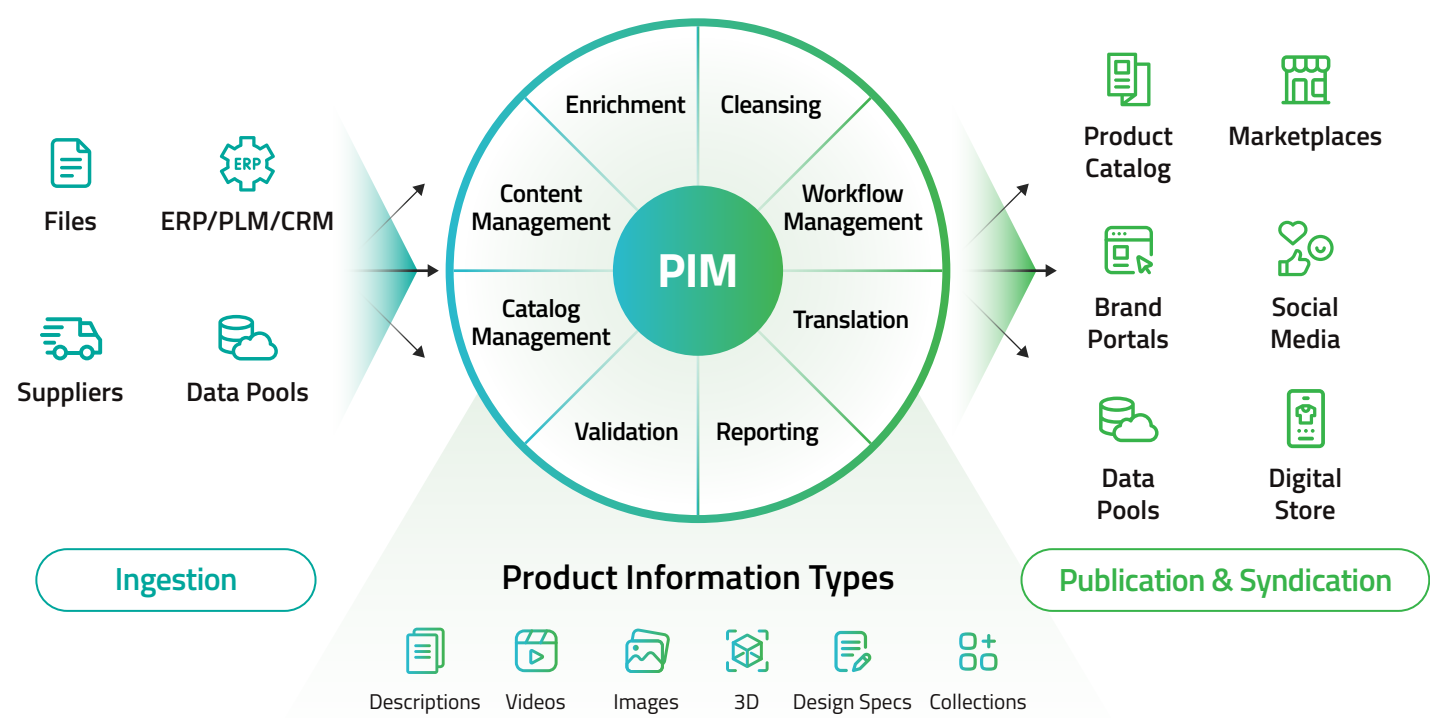 Files
ERP
ERP/PLM/CRM
Suppliers
Data Pools
Ingestion
Enrichment
Cleansing
Content
Management
Workflow
Management
PIM
Catalog
Management
Translation
Validation
Reporting
Product Information Types
Descriptions
Videos
Images
3D
Design Specs
Collections
Product
Catalog
Marketplaces
Brand
Portals
Social
Media
Data
Pools
Digital
Store
Publication & Syndication